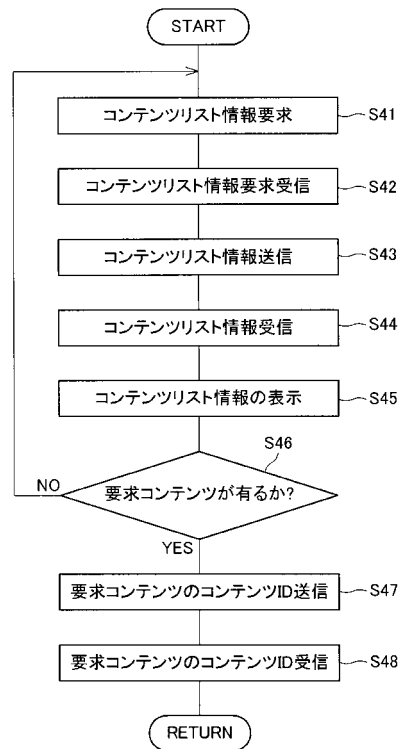 START
コンテンツリスト情報要求
S41
コンテンツリスト情報要求受信
S42
コンテンツリスト情報送信
S43
コンテンツリスト情報受信
S44
コンテンツリスト情報の表示
S45
S46
要求コンテンツが有るか?
NO
YES
要求コンテンツのコンテンツID送信
S47
要求コンテンツのコンテンツID受信
S48
RETURN